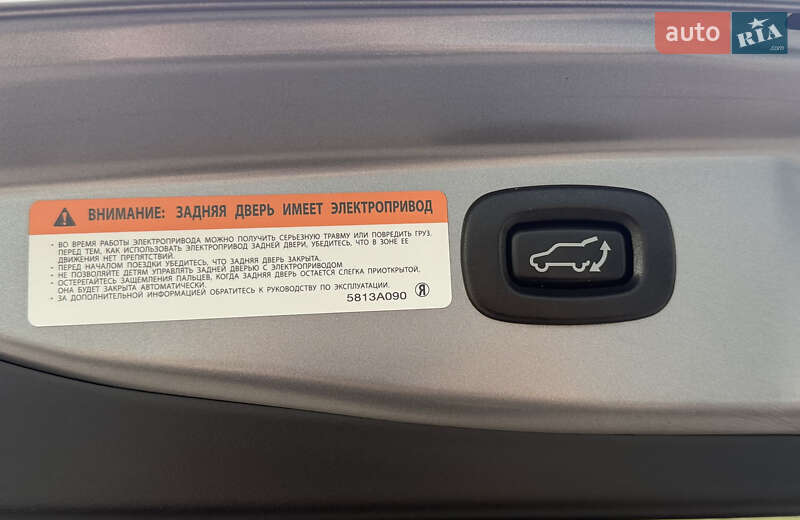 auto RIA.com
ВНИМАНИЕ: ЗАДНЯЯ ДВЕРЬ ИМЕЕТ ЭЛЕКТРОПРИВОД
• ВО ВРЕМЯ РАБОТЫ ЭЛЕКТРОПРИВОДА МОЖНО ПОЛУЧИТЬ СЕРЬЕЗНУЮ ТРАВМУ ИЛИ ПОВРЕДИТЬ ГРУЗ.
ПЕРЕД ТЕМ, КАК ИСПОЛЬЗОВАТЬ ЭЛЕКТРОПРИВОД ЗАДНЕЙ ДВЕРИ, УБЕДИТЕСЬ, ЧТО В ЗОНЕ ЕЕ
ДВИЖЕНИЯ НЕТ ПРЕПЯТСТВИЙ.
• ПЕРЕД НАЧАЛОМ ПОЕЗДКИ УБЕДИТЕСЬ, ЧТО ЗАДНЯЯ ДВЕРЬ ЗАКРЫТА.
• НЕ ПОЗВОЛЯЙТЕ ДЕТЯМ УПРАВЛЯТЬ ЗАДНЕЙ ДВЕРЬЮ С ЭЛЕКТРОПРИВОДОМ
• ОСТЕРЕГАЙТЕСЬ ЗАЩЕМЛЕНИЯ ПАЛЬЦЕВ, КОГДА ЗАДНЯЯ ДВЕРЬ ОСТАЕТСЯ СЛЕГКА ПРИОТКРЫТОЙ,
ОНА БУДЕТ ЗАКРЫТА АВТОМАТИЧЕСКИ.
• ЗА ДОПОЛНИТЕЛЬНОЙ ИНФОРМАЦИЕЙ ОБРАТИТЕСЬ К РУКОВОДСТВУ ПО ЭКСПЛУАТАЦИИ.
5813A090 Я